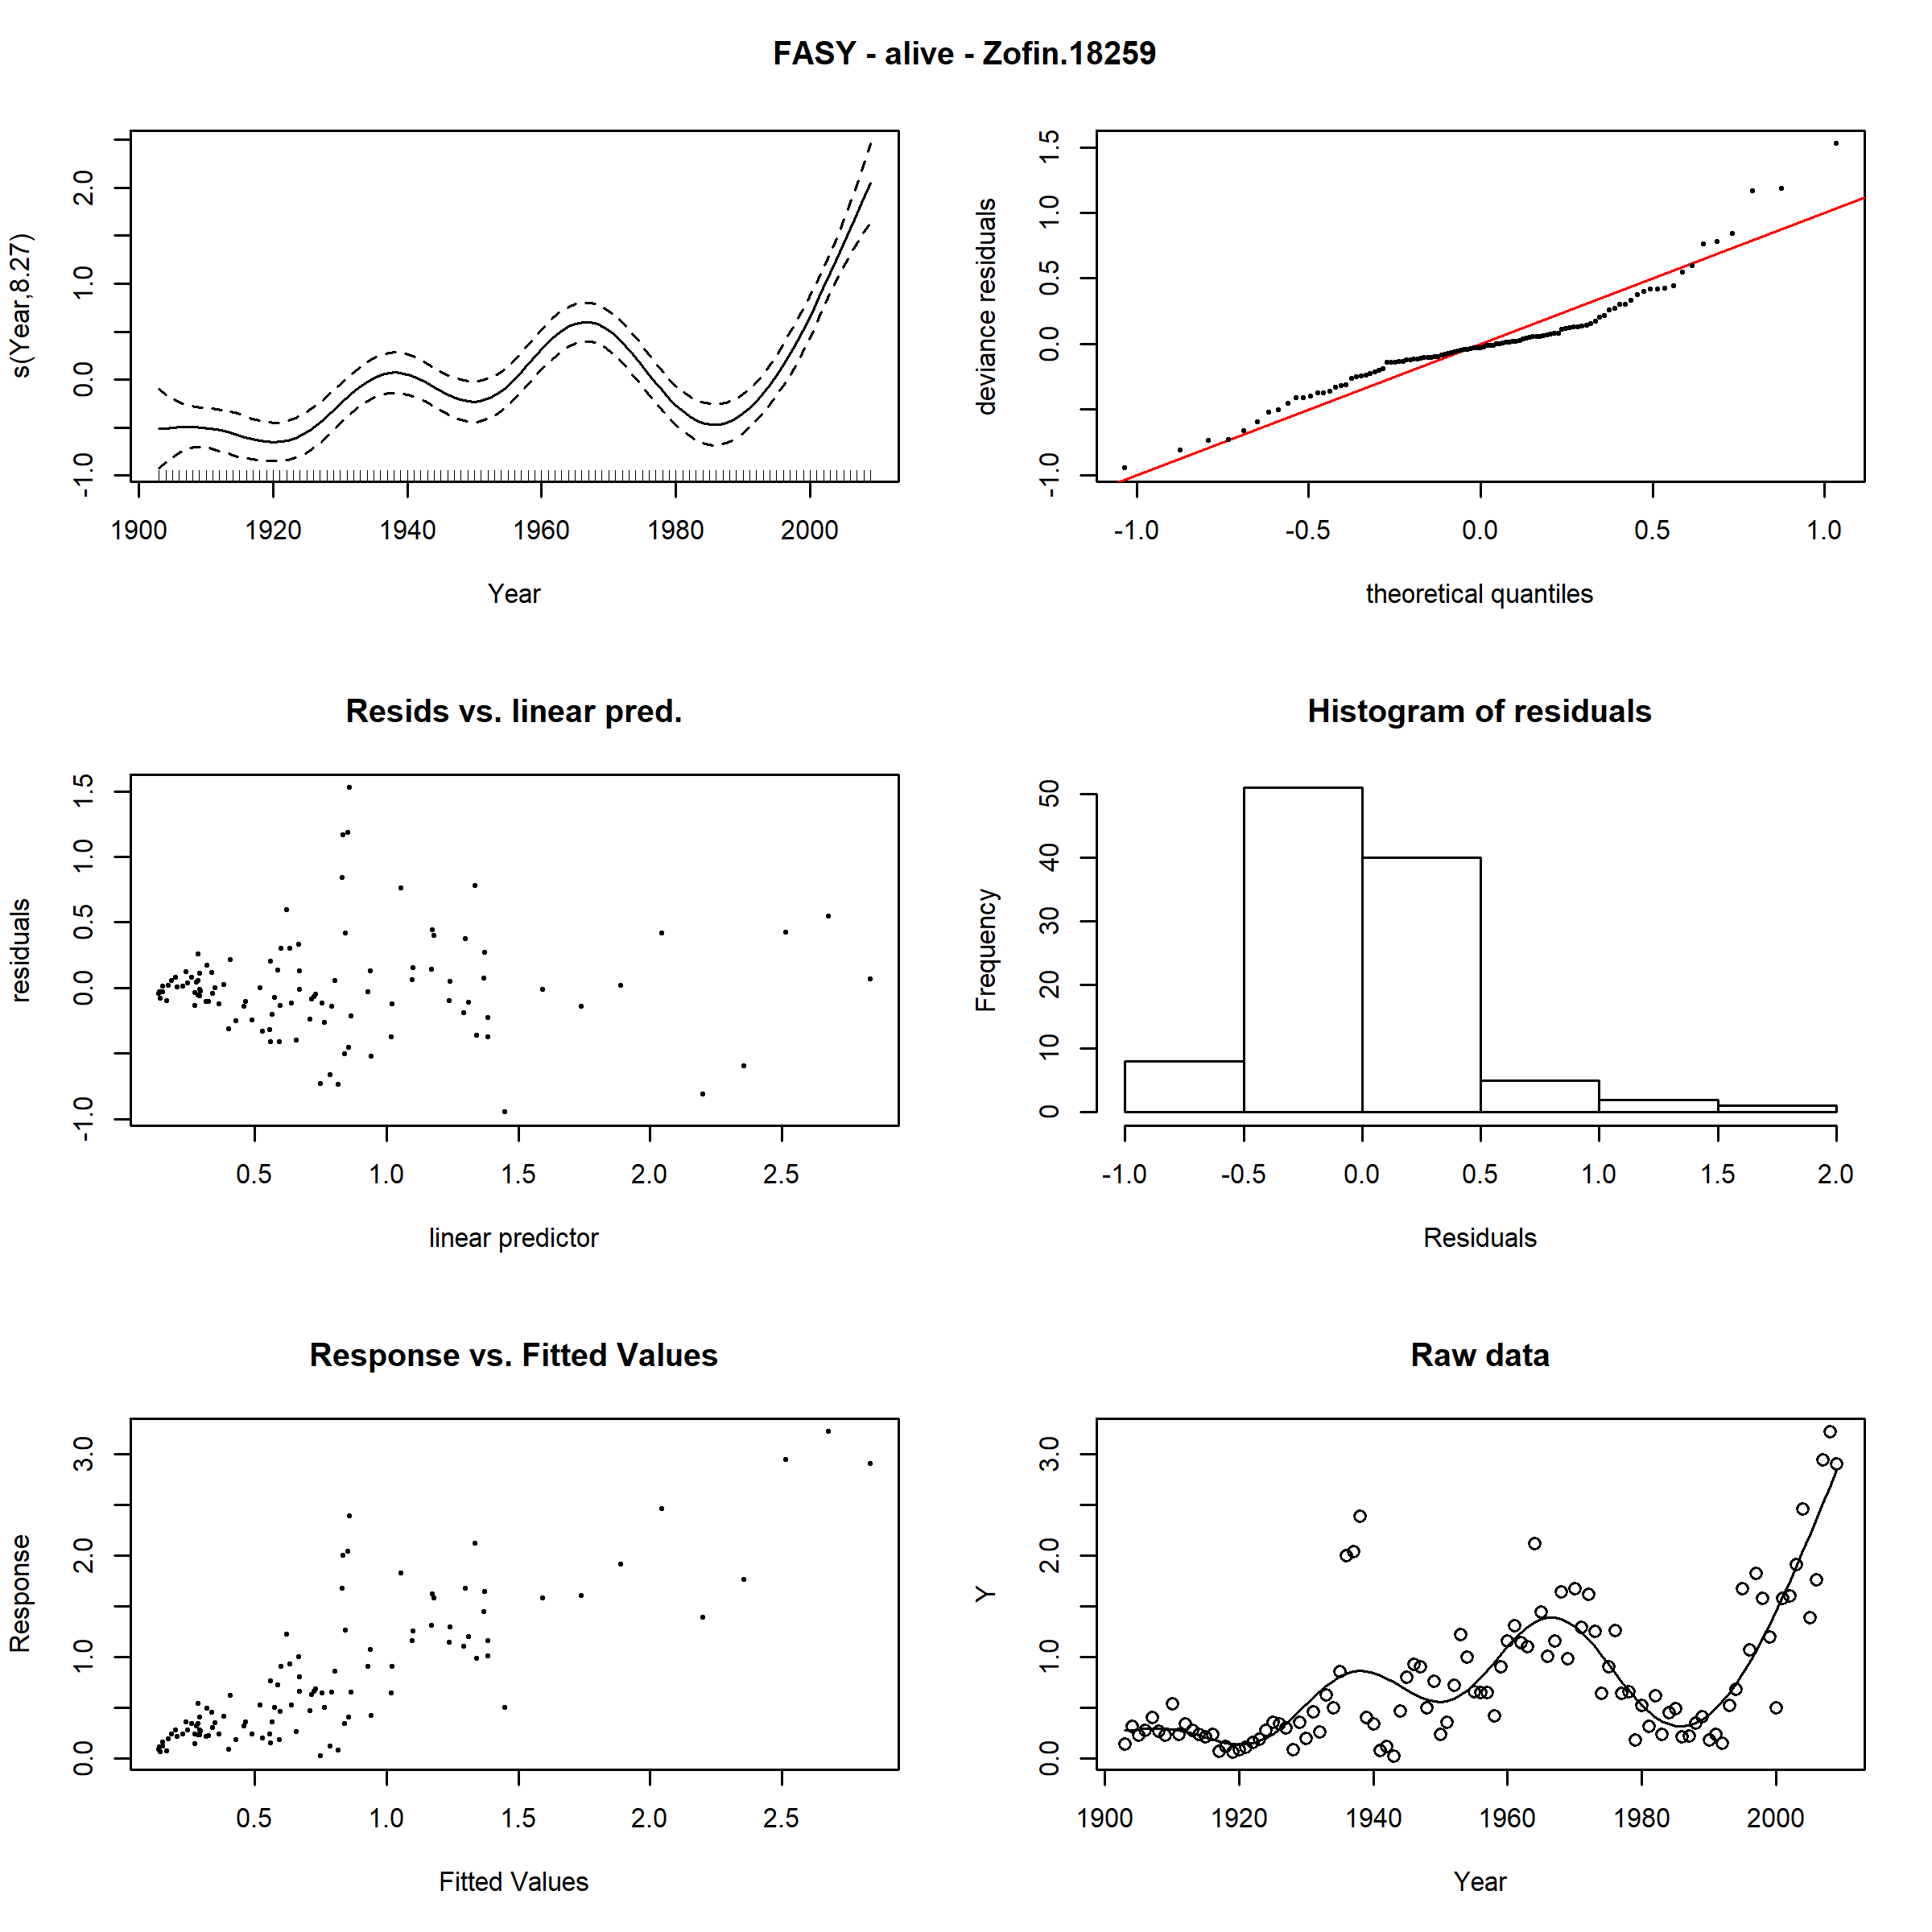 FASY - alive - Zofin.18259
s(Year,8.27)
-1.0 0.0 1.0 2.0
1900 1920 1940 1960 1980 2000
Year
deviance residuals
-1.0 0.0 0.5 1.0 1.5
-1.0 -0.5 0.0 0.5 1.0
theoretical quantiles
Resids vs. linear pred.
residuals
-1.0 0.0 0.5 1.0 1.5
0.5 1.0 1.5 2.0 2.5
linear predictor
Histogram of residuals
Frequency
0 10 20 30 40 50
-1.0 -0.5 0.0 0.5 1.0 1.5 2.0
Residuals
Response vs. Fitted Values
Response
0.0 1.0 2.0 3.0
0.5 1.0 1.5 2.0 2.5
Fitted Values
Raw data
Y
0.0 1.0 2.0 3.0
1900 1920 1940 1960 1980 2000
Year